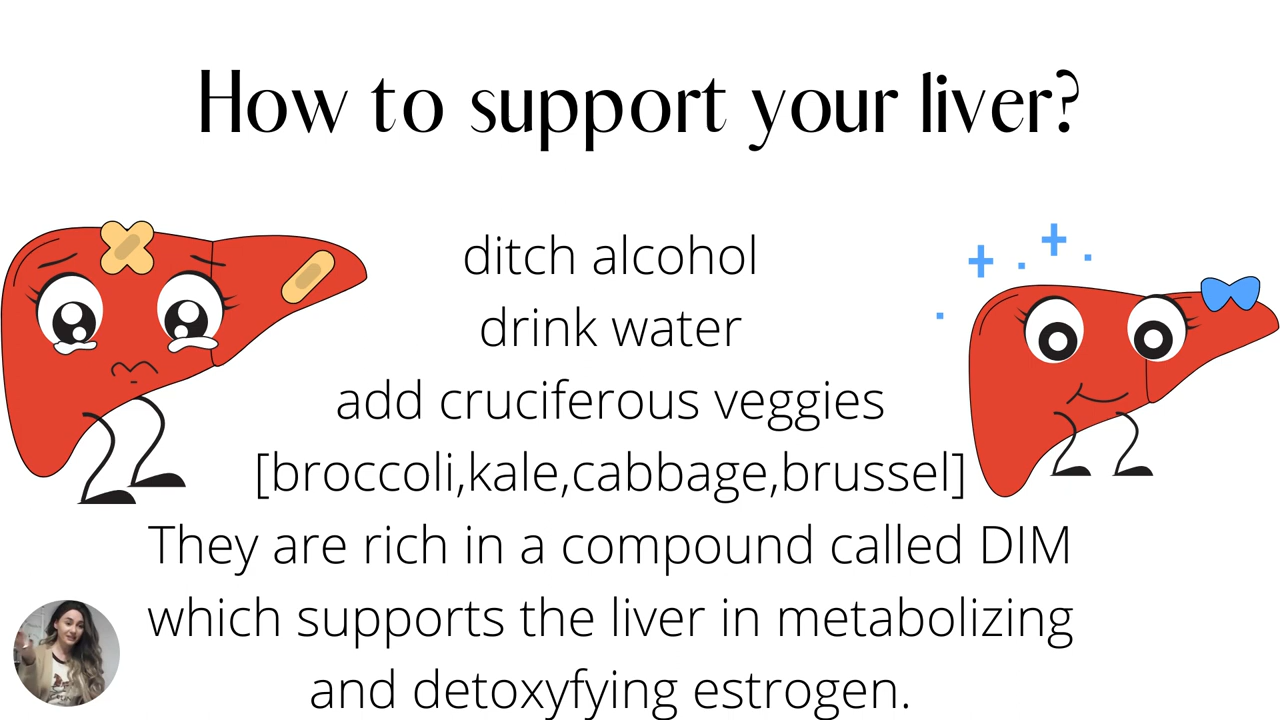 How to support your liver?
ditch alcohol
drink water
add cruciferous veggies
[broccoli,kale,cabbage,brussel]
They are rich in a compound called DIM
which supports the liver in metabolizing
and detoxyfying estrogen.